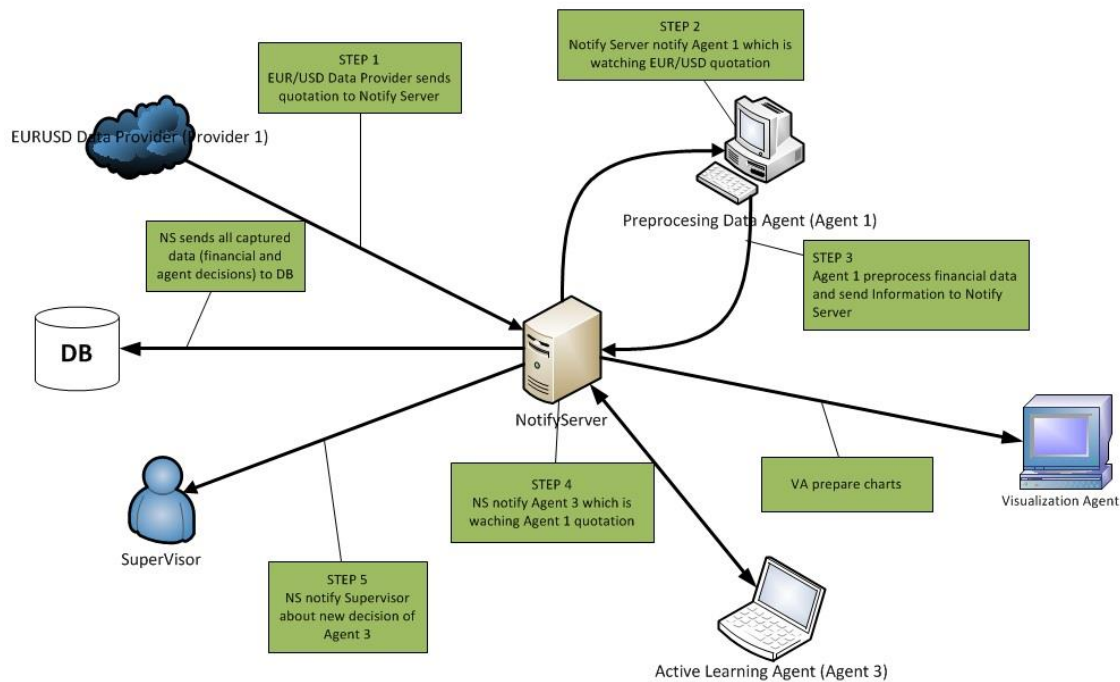 STEP 1
EUR/USD Data Provider sends
quotation to Notify Server
STEP 2
Notify Server notify Agent 1 which is
watching EUR/USD quotation
EURUSD Data Provider (Provider 1)
Preprocesing Data Agent (Agent 1)
NS sends all captured
data (financial and
agent decisions) to DB
STEP 3
Agent 1 preprocess financial data
and send Information to Notify
Server
DB
NotifyServer
STEP 4
NS notify Agent 3 which is
waching Agent 1 quotation
VA prepare charts
Visualization Agent
SuperVisor
STEP 5
NS notify Supervisor
about new decision of
Agent 3
Active Learning Agent (Agent 3)